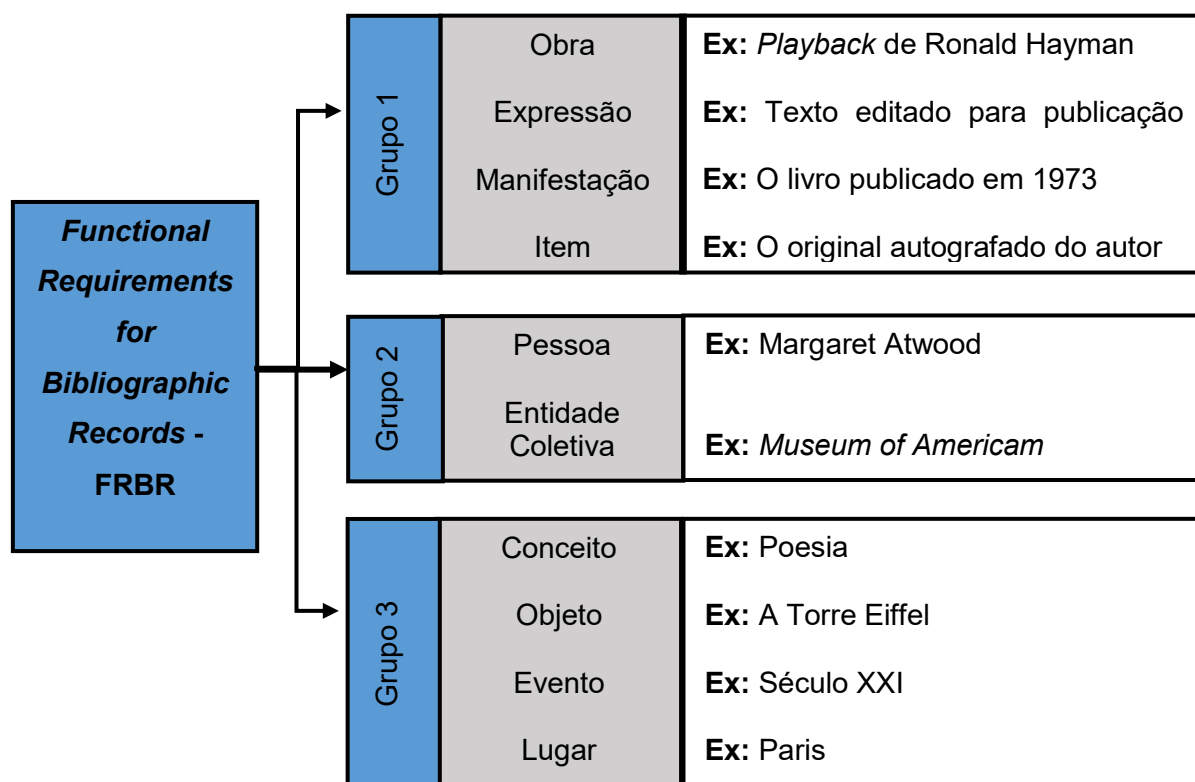 Functional
Requirements
for
Bibliographic
Records -
FRBR
Grupo 1
Obra
Ex: Playback de Ronald Hayman
Expressão
Ex: Texto editado para publicação
Manifestação
Ex: O livro publicado em 1973
Item
Ex: O original autografado do autor
Grupo 2
Pessoa
Ex: Margaret Atwood
Entidade
Coletiva
Ex: Museum of Americam
Grupo 3
Conceito
Ex: Poesia
Objeto
Ex: A Torre Eiffel
Evento
Ex: Século XXI
Lugar
Ex: Paris